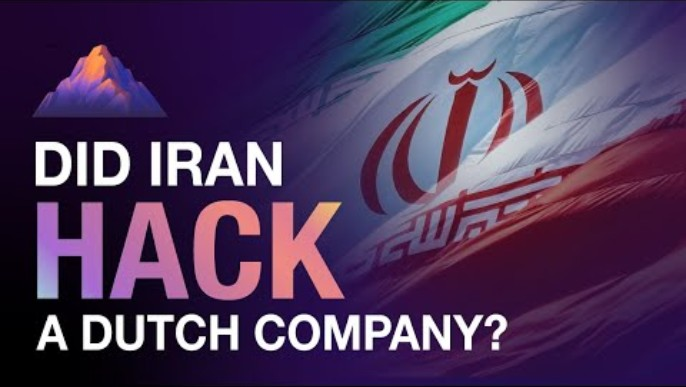 DID IRAN
HACK
A DUTCH COMPANY?